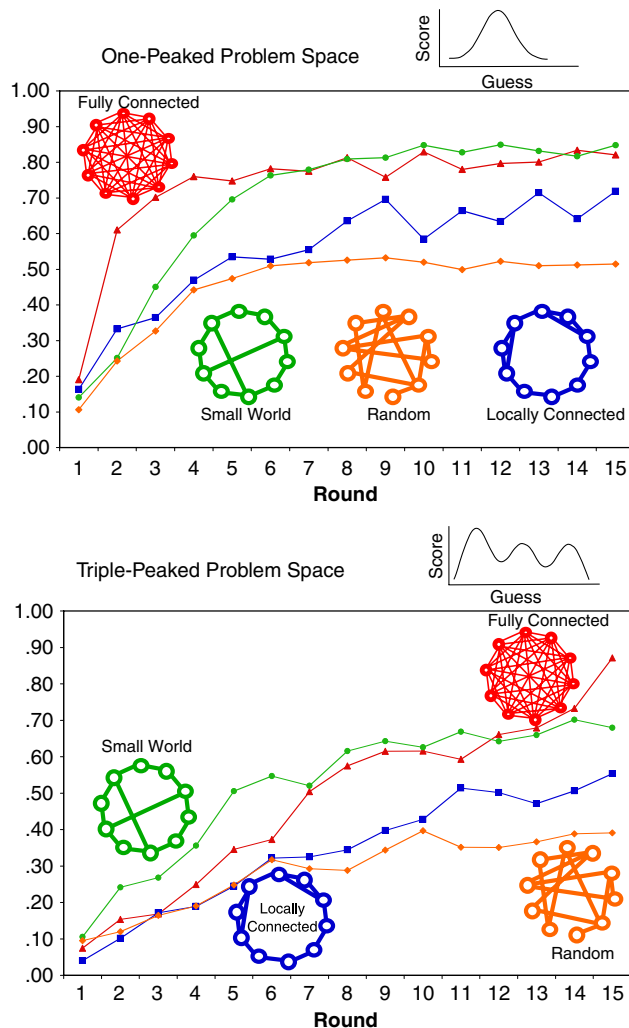 One-Peaked Problem Space
Score
Guess
1.00
.90
.80
.70
.60
.50
.40
.30
.20
.10
.00
Fully Connected
Small World
Random
Locally Connected
1 2 3 4 5 6 7 8 9 10 11 12 13 14 15
Round
Triple-Peaked Problem Space
Score
Guess
1.00
.90
.80
.70
.60
.50
.40
.30
.20
.10
.00
Fully Connected
Small World
Locally
Connected
Random
1 2 3 4 5 6 7 8 9 10 11 12 13 14 15
Round